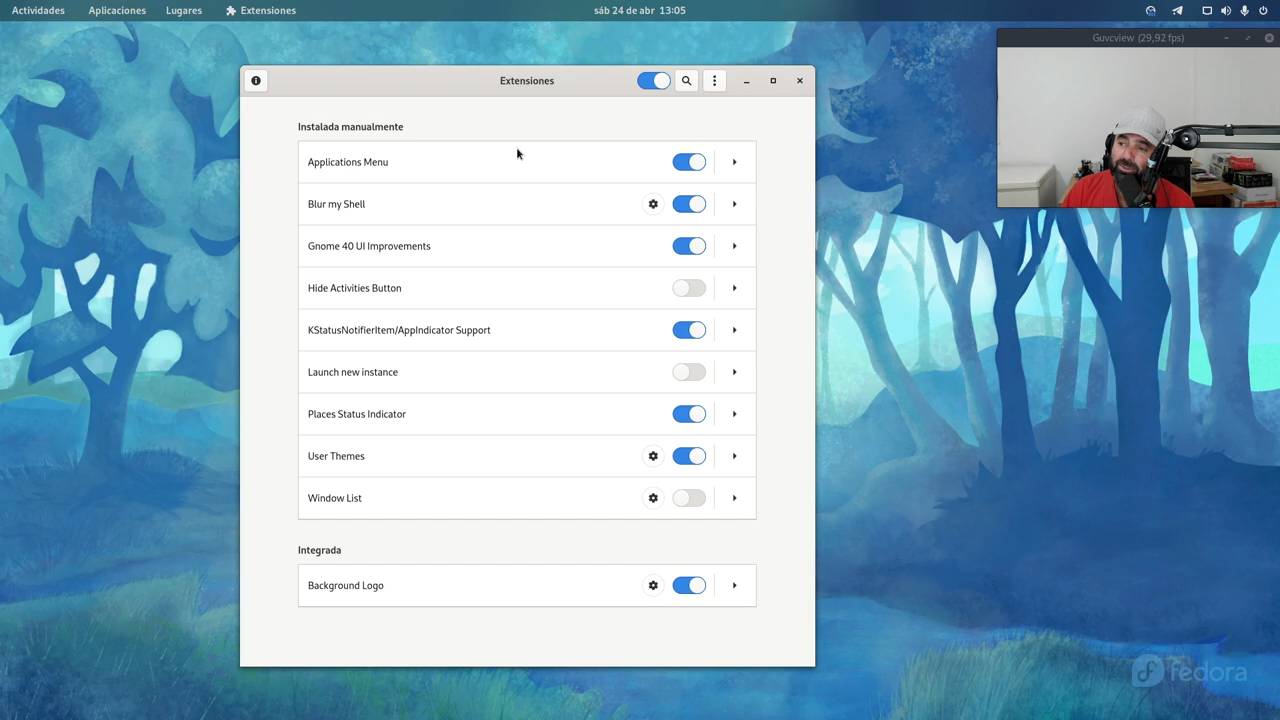 Actividades Aplicaciones Lugares Extensiones sáb 24 de abr 13:05
Guvcview (29,92 fps)
Extensiones
Instalada manualmente
Applications Menu
Blur my Shell
Gnome 40 UI Improvements
Hide Activities Button
KStatusNotifierItem/AppIndicator Support
Launch new instance
Places Status Indicator
User Themes
Window List
Integrada
Background Logo
fedora